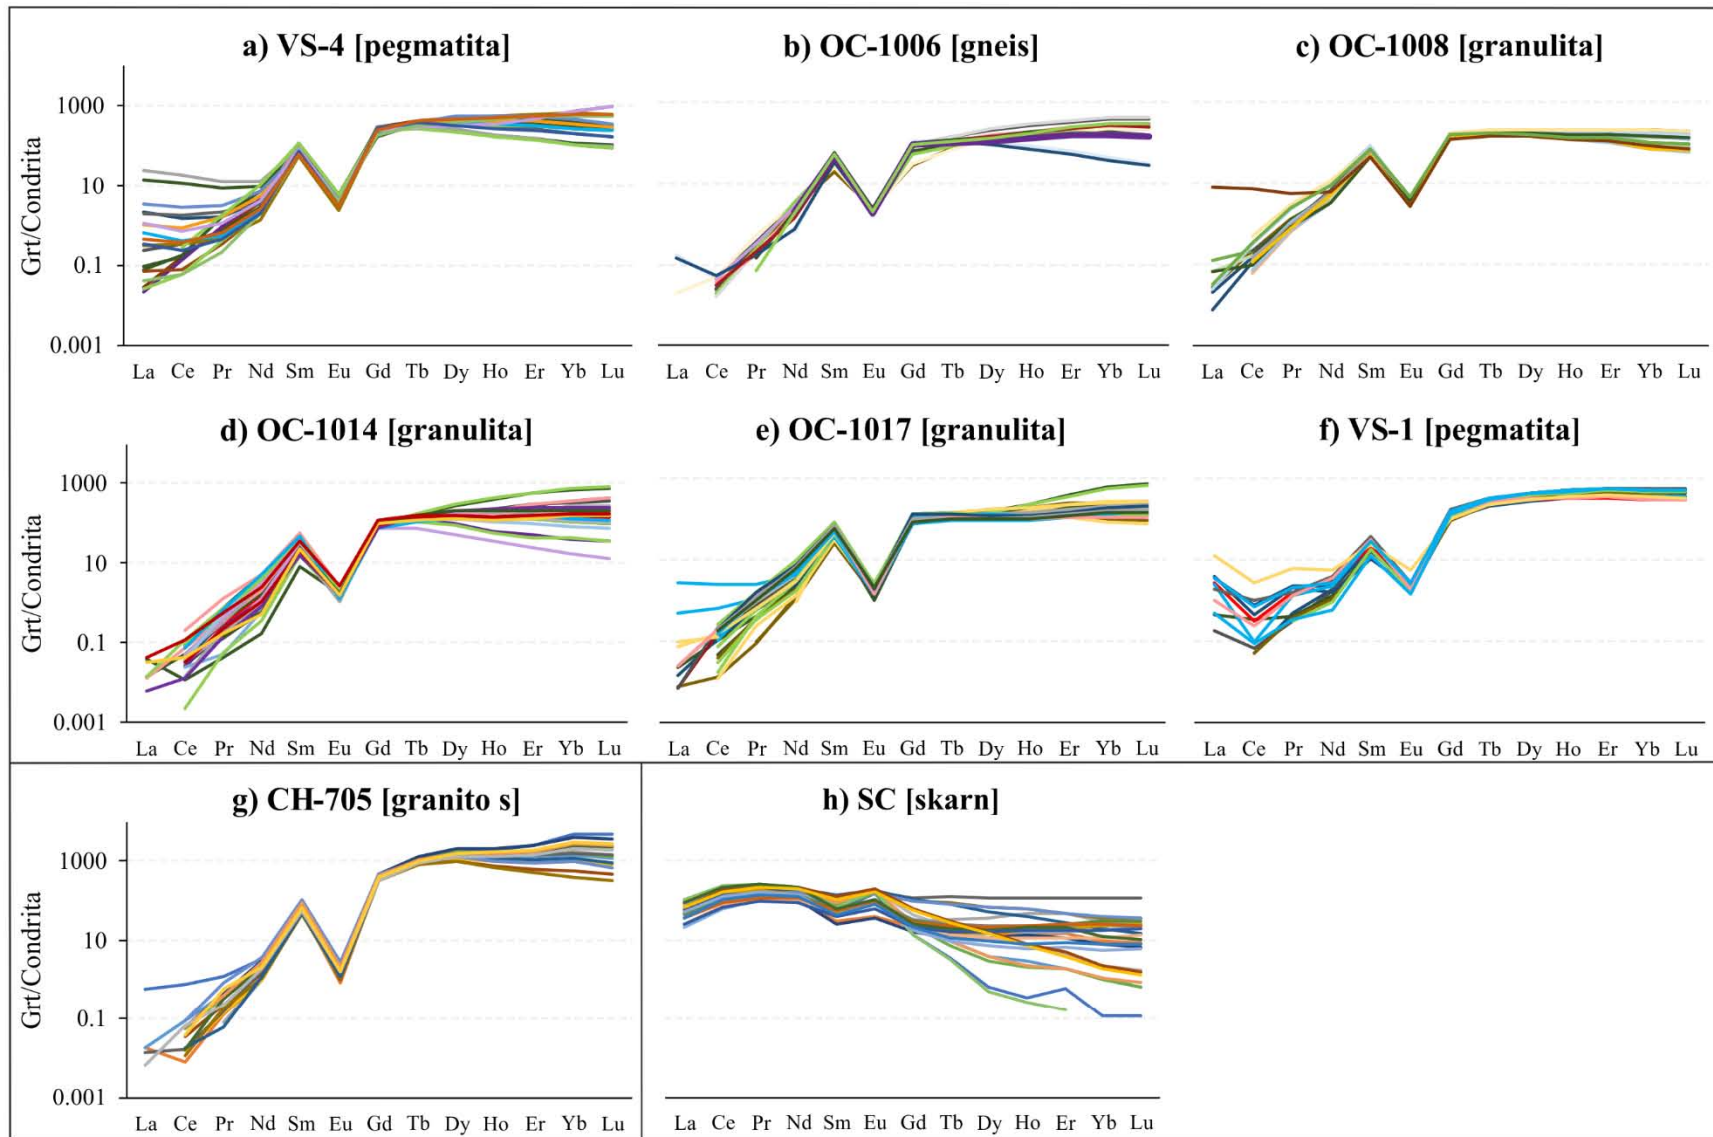 a) VS-4 [pegmatita]
b) OC-1006 [gneis]
c) OC-1008 [granulita]
Grt/Condrita
1000
10
0.1
0.001
La Ce Pr Nd Sm Eu Gd Tb Dy Ho Er Yb Lu
La Ce Pr Nd Sm Eu Gd Tb Dy Ho Er Yb Lu
La Ce Pr Nd Sm Eu Gd Tb Dy Ho Er Yb Lu
d) OC-1014 [granulita]
e) OC-1017 [granulita]
f) VS-1 [pegmatita]
Grt/Condrita
1000
10
0.1
0.001
La Ce Pr Nd Sm Eu Gd Tb Dy Ho Er Yb Lu
La Ce Pr Nd Sm Eu Gd Tb Dy Ho Er Yb Lu
La Ce Pr Nd Sm Eu Gd Tb Dy Ho Er Yb Lu
g) CH-705 [granito s]
h) SC [skarn]
Grt/Condrita
1000
10
0.1
0.001
La Ce Pr Nd Sm Eu Gd Tb Dy Ho Er Yb Lu
La Ce Pr Nd Sm Eu Gd Tb Dy Ho Er Yb Lu